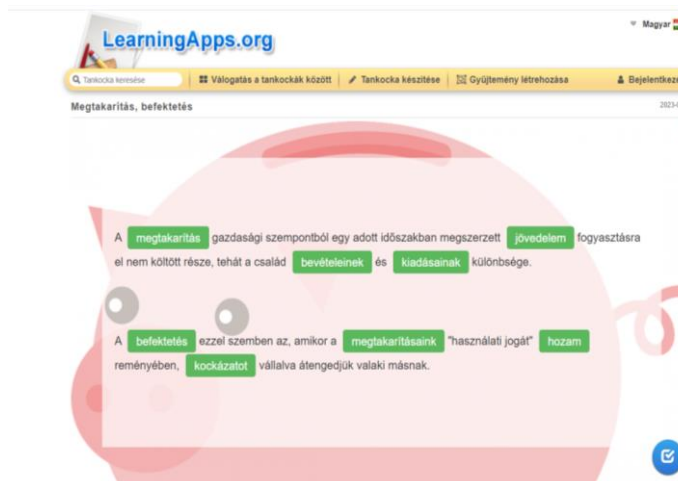 Magyar
LearningApps.org
Tankocka keresése Válogatás a tankockák között Tankocka készítése Gyűjtemény létrehozása Bejelentkezé
Megtakarítás, befektetés 2023-0
A megtakarítás gazdasági szempontból egy adott időszakban megszerzett jövedelem fogyasztásra
el nem költött része, tehát a család bevételeinek és kiadásainak különbsége.
A befektetés ezzel szemben az, amikor a megtakarításaink "használati jogát" hozam
reményében, kockázatot vállalva átengedjük valaki másnak.